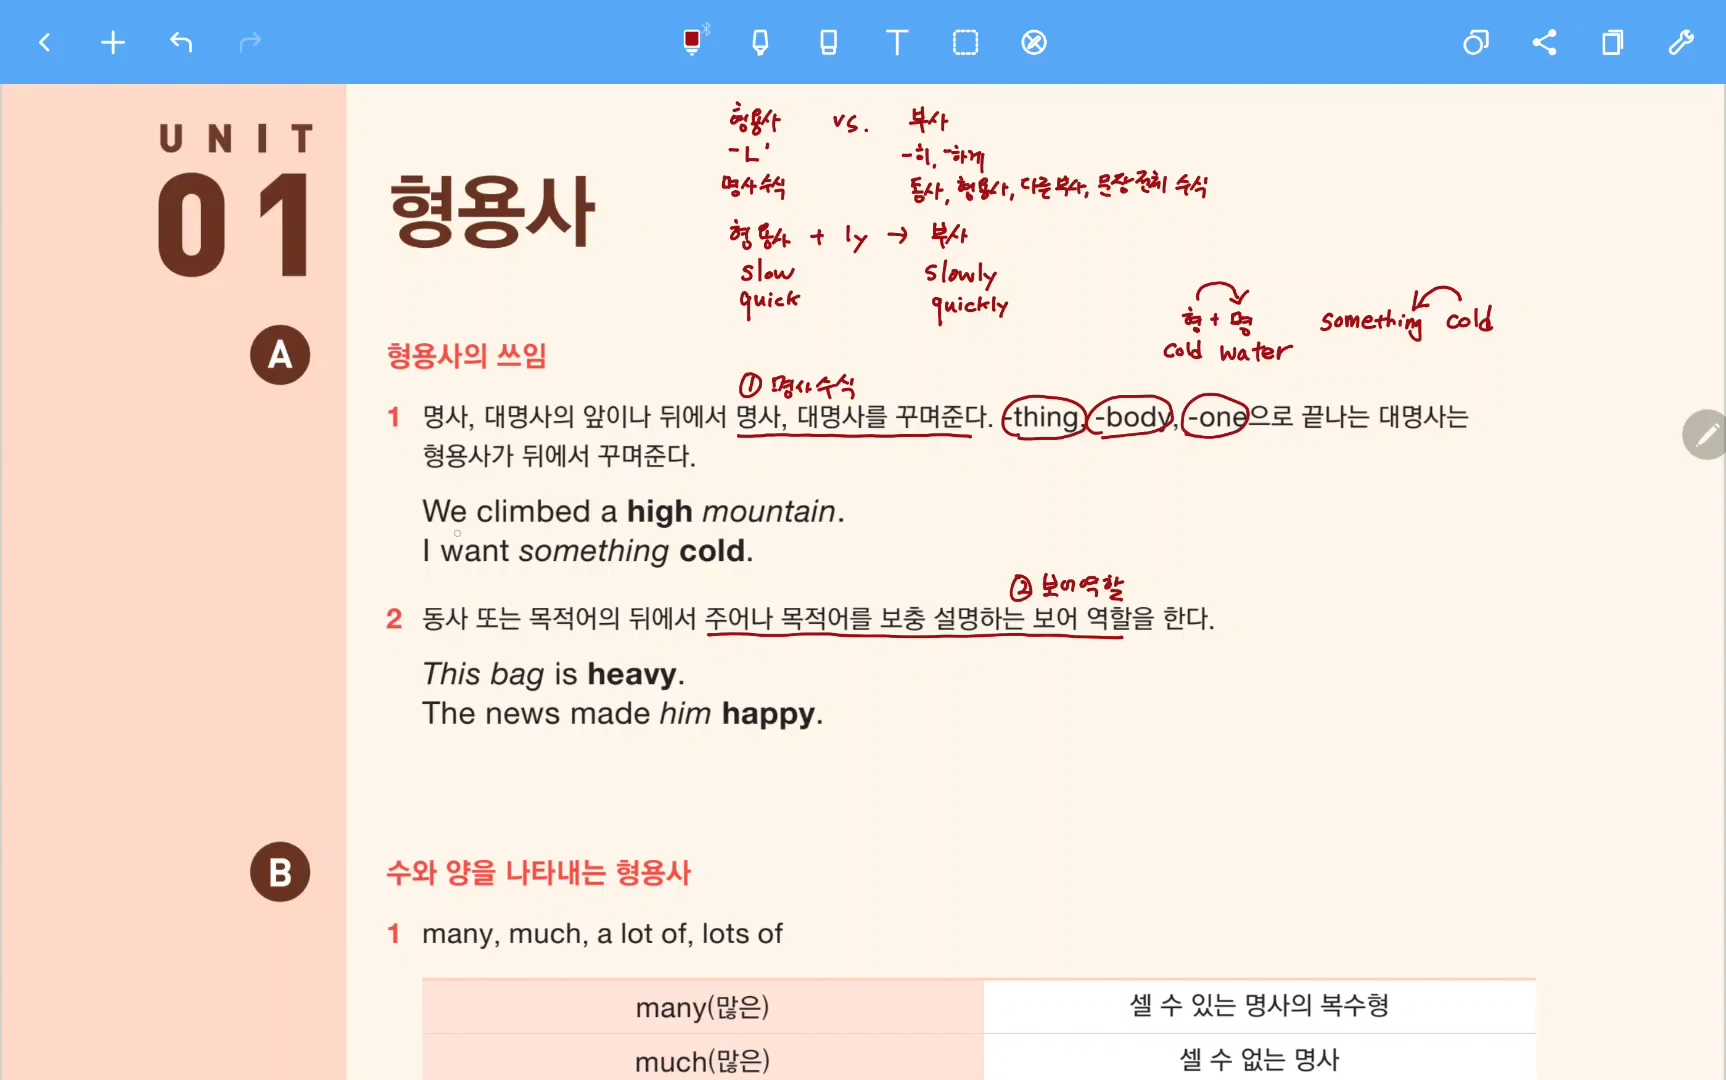 UNIT
01
형용사
형용사 vs. 부사
-ㄴ -히, -하게
명사수식 동사, 형용사, 다른부사, 문장전체 수식
형용사 + ly → 부사
slow slowly
quick quickly
형 + 명 something cold
cold water
A 형용사의 쓰임
① 명사수식
1 명사, 대명사의 앞이나 뒤에서 명사, 대명사를 꾸며준다. -thing, -body, -one으로 끝나는 대명사는
형용사가 뒤에서 꾸며준다.
We climbed a high mountain.
I want something cold.
② 보어역할
2 동사 또는 목적어의 뒤에서 주어나 목적어를 보충 설명하는 보어 역할을 한다.
This bag is heavy.
The news made him happy.
B 수와 양을 나타내는 형용사
1 many, much, a lot of, lots of
many(많은) 셀 수 있는 명사의 복수형
much(많은) 셀 수 없는 명사